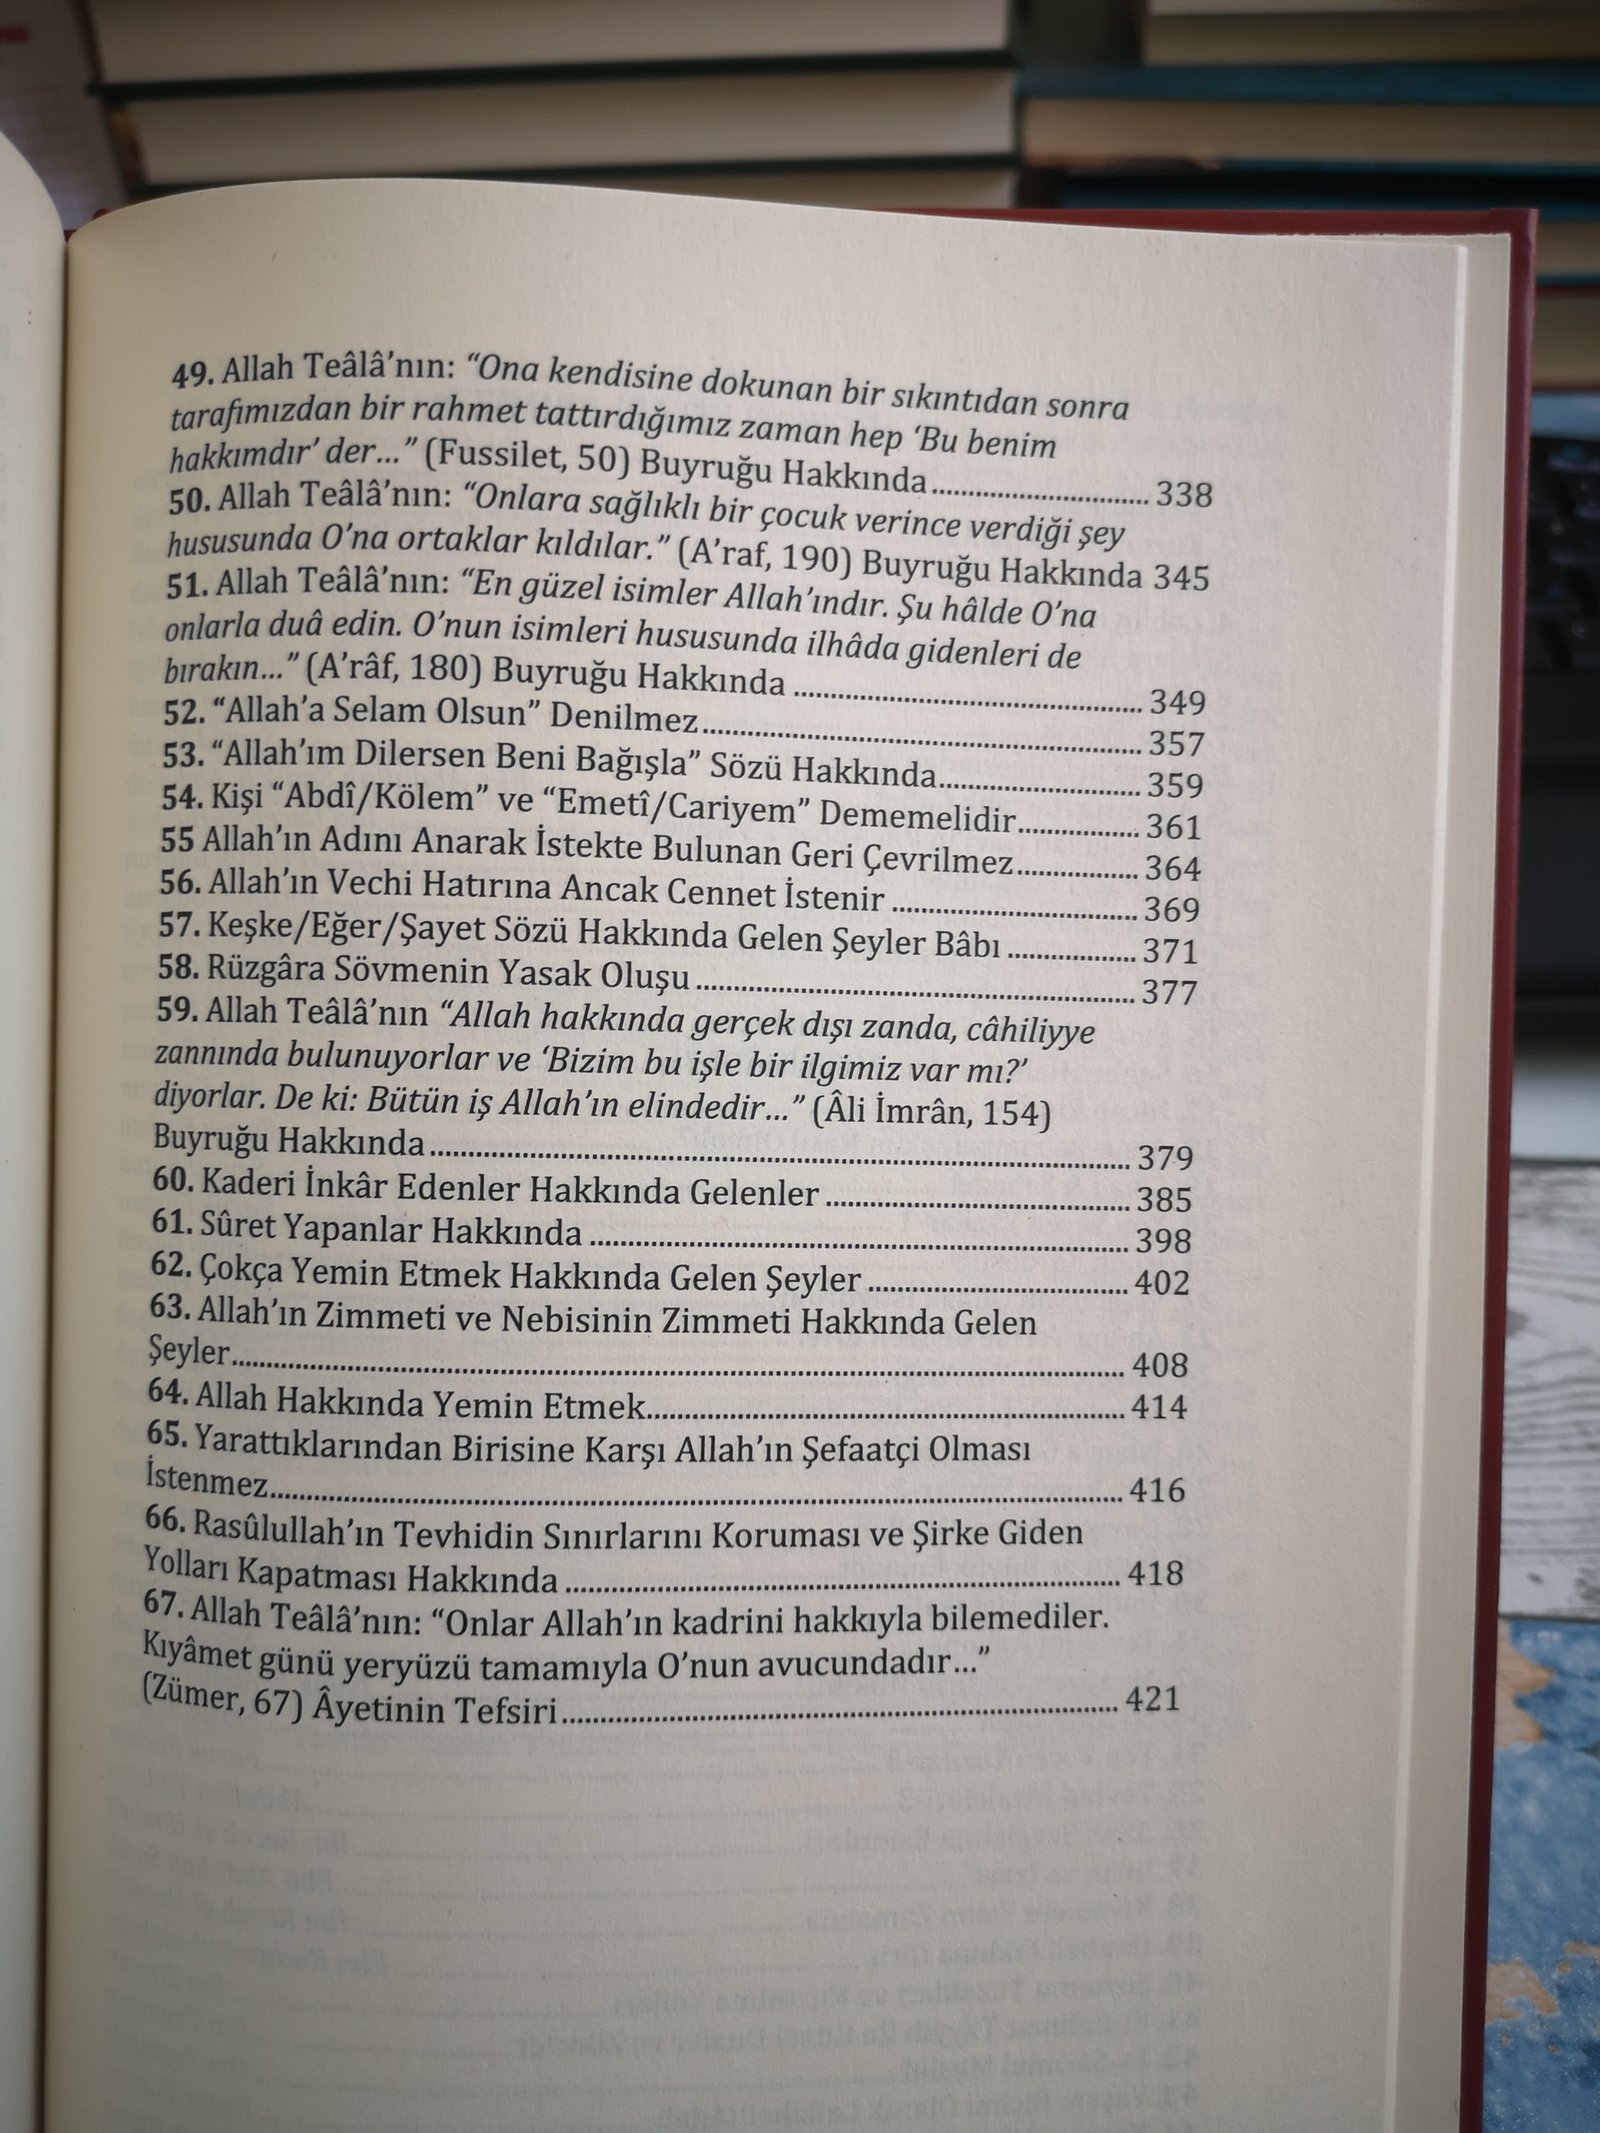 49. Allah Teâlâ’nın: “Ona kendisine dokunan bir sıkıntıdan sonra
tarafımızdan bir rahmet tattırdığımız zaman hep ‘Bu benim
hakkımdır’ der...” (Fussilet, 50) Buyruğu Hakkında.............................. 338
50. Allah Teâlâ’nın: “Onlara sağlıklı bir çocuk verince verdiği şey
hususunda O’na ortaklar kıldılar.” (A’raf, 190) Buyruğu Hakkında 345
51. Allah Teâlâ’nın: “En güzel isimler Allah’ındır. Şu hâlde O’na
onlarla duâ edin. O’nun isimleri hususunda ilhâda gidenleri de
bırakın...” (A’râf, 180) Buyruğu Hakkında ................................................ 349
52. “Allah’a Selam Olsun” Denilmez............................................................. 357
53. “Allah’ım Dilersen Beni Bağışla” Sözü Hakkında............................ 359
54. Kişi “Abdî/Kölem” ve “Emetî/Cariyem” Dememelidir................. 361
55 Allah’ın Adını Anarak İstekte Bulunan Geri Çevrilmez................. 364
56. Allah’ın Vechi Hatırına Ancak Cennet İstenir .................................. 369
57. Keşke/Eğer/Şayet Sözü Hakkında Gelen Şeyler Bâbı .................. 371
58. Rüzgâra Sövmenin Yasak Oluşu ............................................................. 377
59. Allah Teâlâ’nın “Allah hakkında gerçek dışı zanda, câhiliyye
zannında bulunuyorlar ve ‘Bizim bu işle bir ilgimiz var mı?’
diyorlar. De ki: Bütün iş Allah’ın elindedir...” (Âli İmrân, 154)
Buyruğu Hakkında................................................................................................. 379
60. Kaderi İnkâr Edenler Hakkında Gelenler .......................................... 385
61. Sûret Yapanlar Hakkında .......................................................................... 398
62. Çokça Yemin Etmek Hakkında Gelen Şeyler .................................... 402
63. Allah’ın Zimmeti ve Nebisinin Zimmeti Hakkında Gelen
Şeyler............................................................................................................................ 408
64. Allah Hakkında Yemin Etmek.................................................................. 414
65. Yarattıklarından Birisine Karşı Allah’ın Şefaatçi Olması
İstenmez...................................................................................................................... 416
66. Rasûlullah’ın Tevhidin Sınırlarını Koruması ve Şirke Giden
Yolları Kapatması Hakkında ............................................................................. 418
67. Allah Teâlâ’nın: “Onlar Allah’ın kadrini hakkıyla bilemediler.
Kıyâmet günü yeryüzü tamamıyla O’nun avucundadır...”
(Zümer, 67) Âyetinin Tefsiri............................................................................. 421